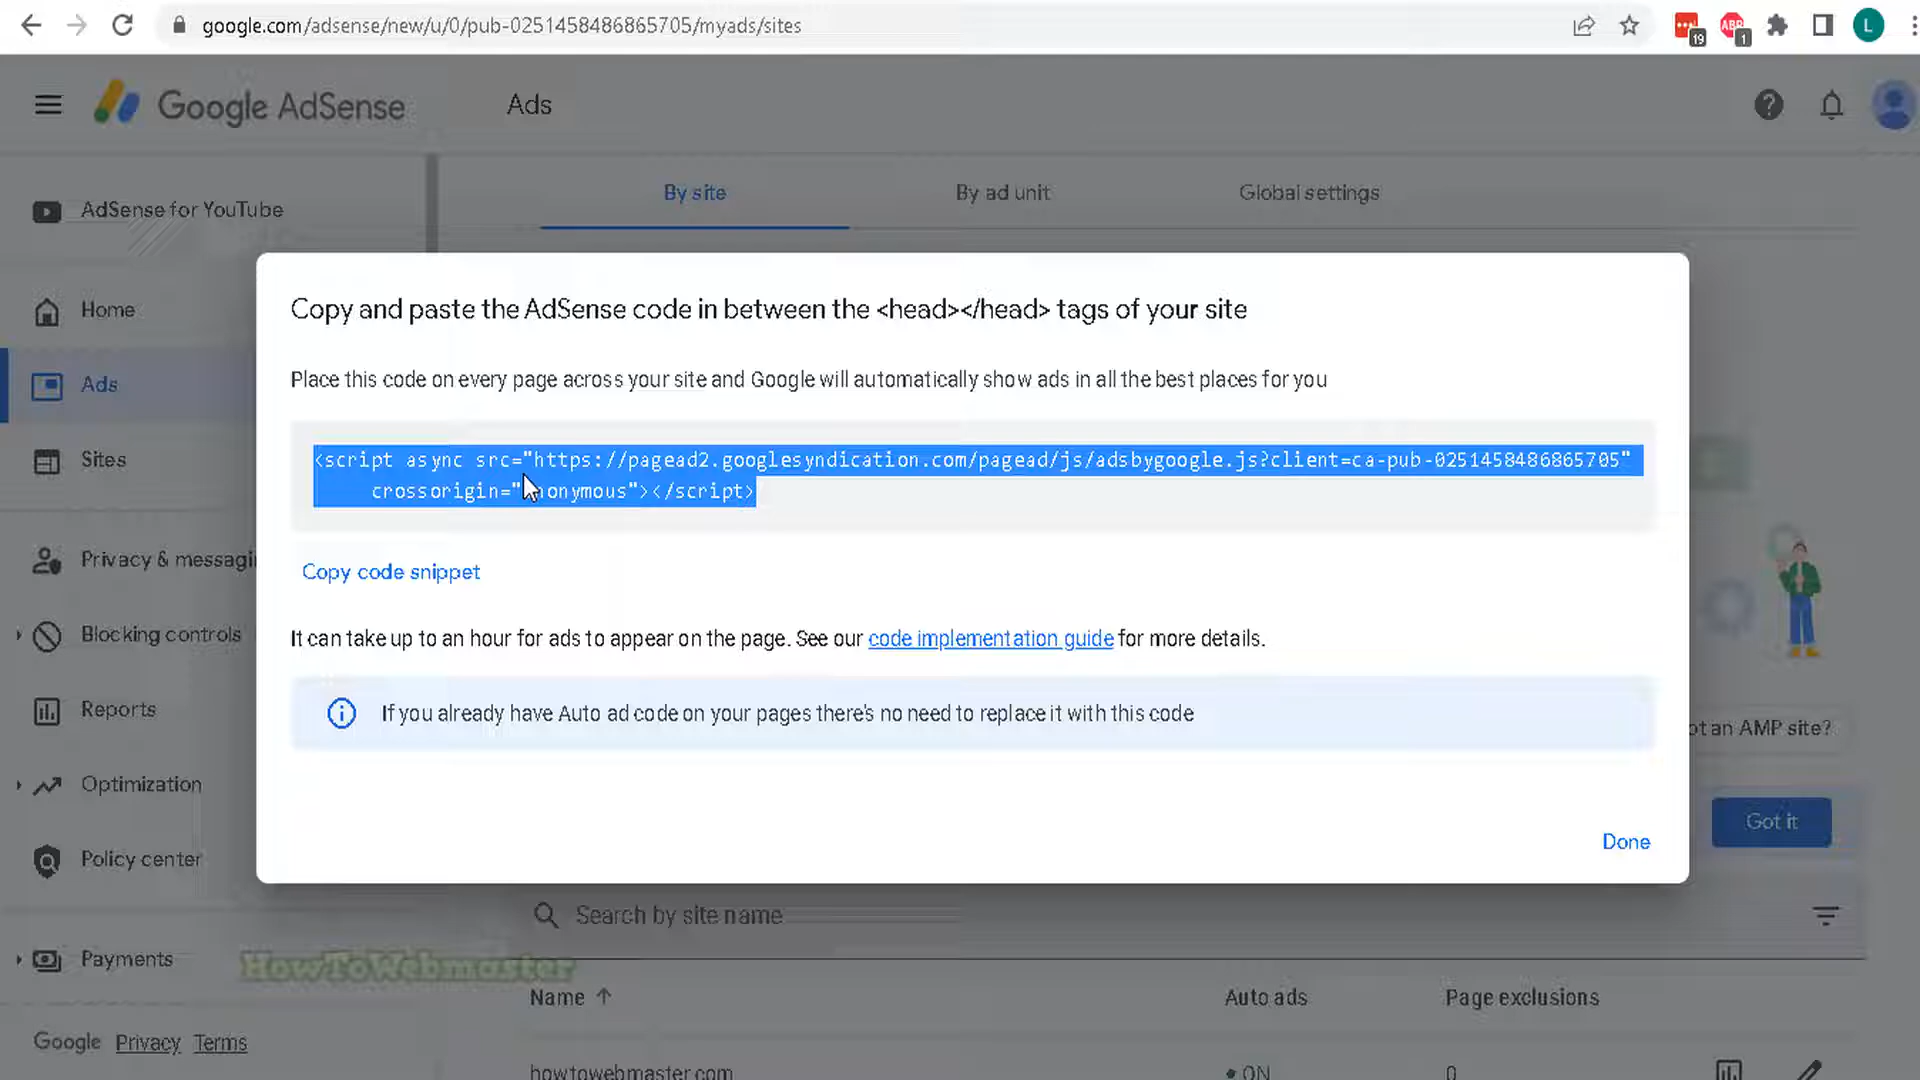 google.com/adsense/new/u/0/pub-0251458486865705/myads/sites
19
ABP
1
L
Google AdSense
Ads
AdSense for YouTube
By site
By ad unit
Global settings
Home
Ads
Sites
Privacy & messagi
Blocking controls
Reports
Optimization
Policy center
Payments
Google Privacy Terms
Copy and paste the AdSense code in between the <head></head> tags of your site
Place this code on every page across your site and Google will automatically show ads in all the best places for you
<script async src="https://pagead2.googlesyndication.com/pagead/js/adsbygoogle.js?client=ca-pub-0251458486865705"
crossorigin="anonymous"></script>
Copy code snippet
It can take up to an hour for ads to appear on the page. See our code implementation guide for more details.
If you already have Auto ad code on your pages there's no need to replace it with this code
Done
ot an AMP site?
Got it
Search by site name
HowToWebmaster
Name
Auto ads
Page exclusions
howtowebmaster.com
ON
0